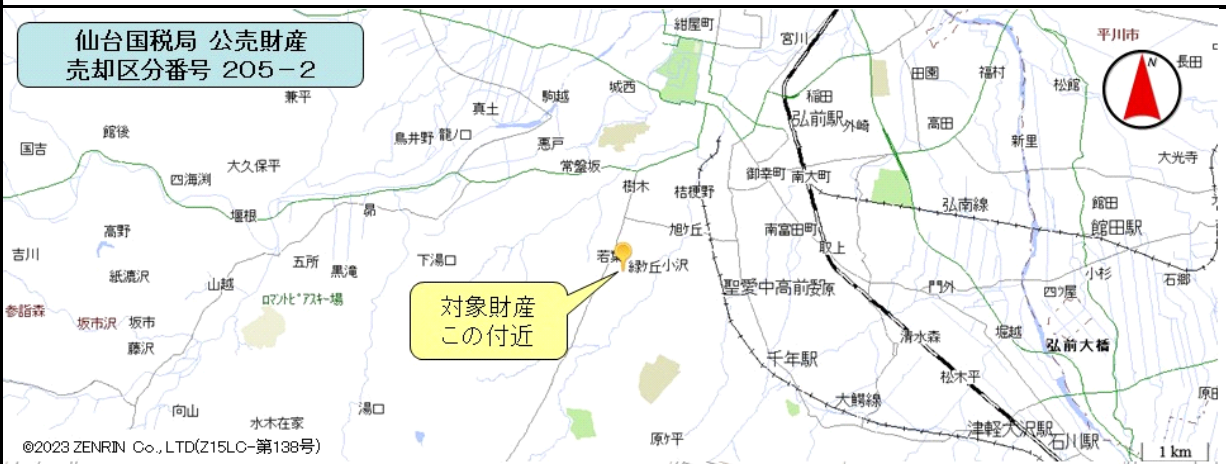 仙台国税局 公売財産
売却区分番号 205-2
紺屋町
宮川
平川市
N
長田
兼平
真土
駒越
城西
田園
福村
松館
稲田
弘前駅
外崎
館後
国吉
鳥井野
龍ノ口
悪戸
高田
新里
大光寺
四海渕
大久保平
常盤坂
樹木
桔梗野
御幸町
南大町
堰根
昴
弘南線
館田
高野
旭ケ丘
南富田町
取上
館田駅
吉川
紙漉沢
五所
黒滝
下湯口
若葉
緑ケ丘
小沢
山越
ロマントピアスキー場
聖愛中高前駅
安原
門外
四ツ屋
小杉
石郷
参詣森
坂市沢
坂市
藤沢
対象財産
この付近
清水森
堀越
弘前大橋
千年駅
松木平
向山
水木在家
湯口
大鰐線
原ケ平
津軽大沢駅
石川駅
©2023 ZENRIN Co., LTD(Z15LC-第138号)
1 km